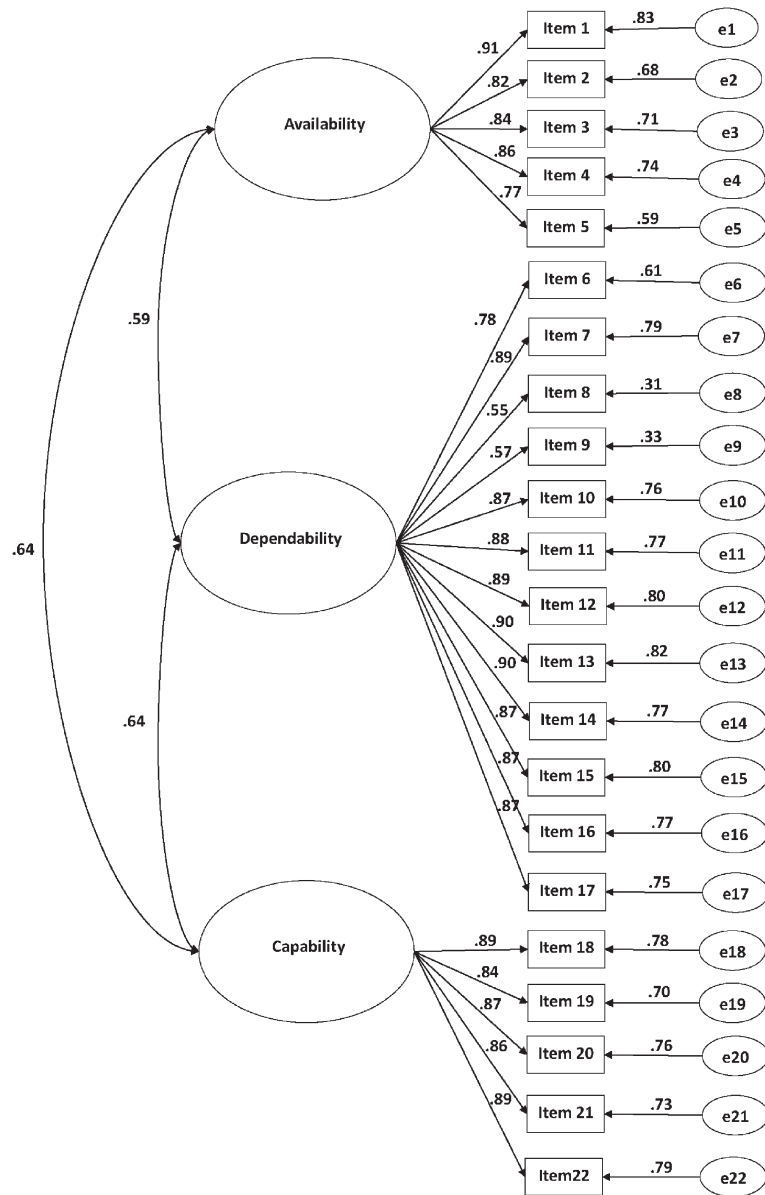 Item 1
.83
e1
.91
Item 2
.68
e2
.82
Availability
Item 3
.71
e3
.84
Item 4
.74
e4
.86
Item 5
.59
e5
.77
Item 6
.61
e6
.78
.59
Item 7
.79
e7
.89
Item 8
.31
e8
.55
Item 9
.33
e9
.57
Item 10
.76
e10
.87
Dependability
Item 11
.77
e11
.88
.64
Item 12
.80
e12
.89
Item 13
.82
e13
.90
Item 14
.77
e14
.90
.64
Item 15
.80
e15
.87
Item 16
.77
e16
.87
Item 17
.75
e17
.87
Capability
Item 18
.78
e18
.89
Item 19
.70
e19
.84
Item 20
.76
e20
.87
Item 21
.73
e21
.86
Item22
.79
e22
.89